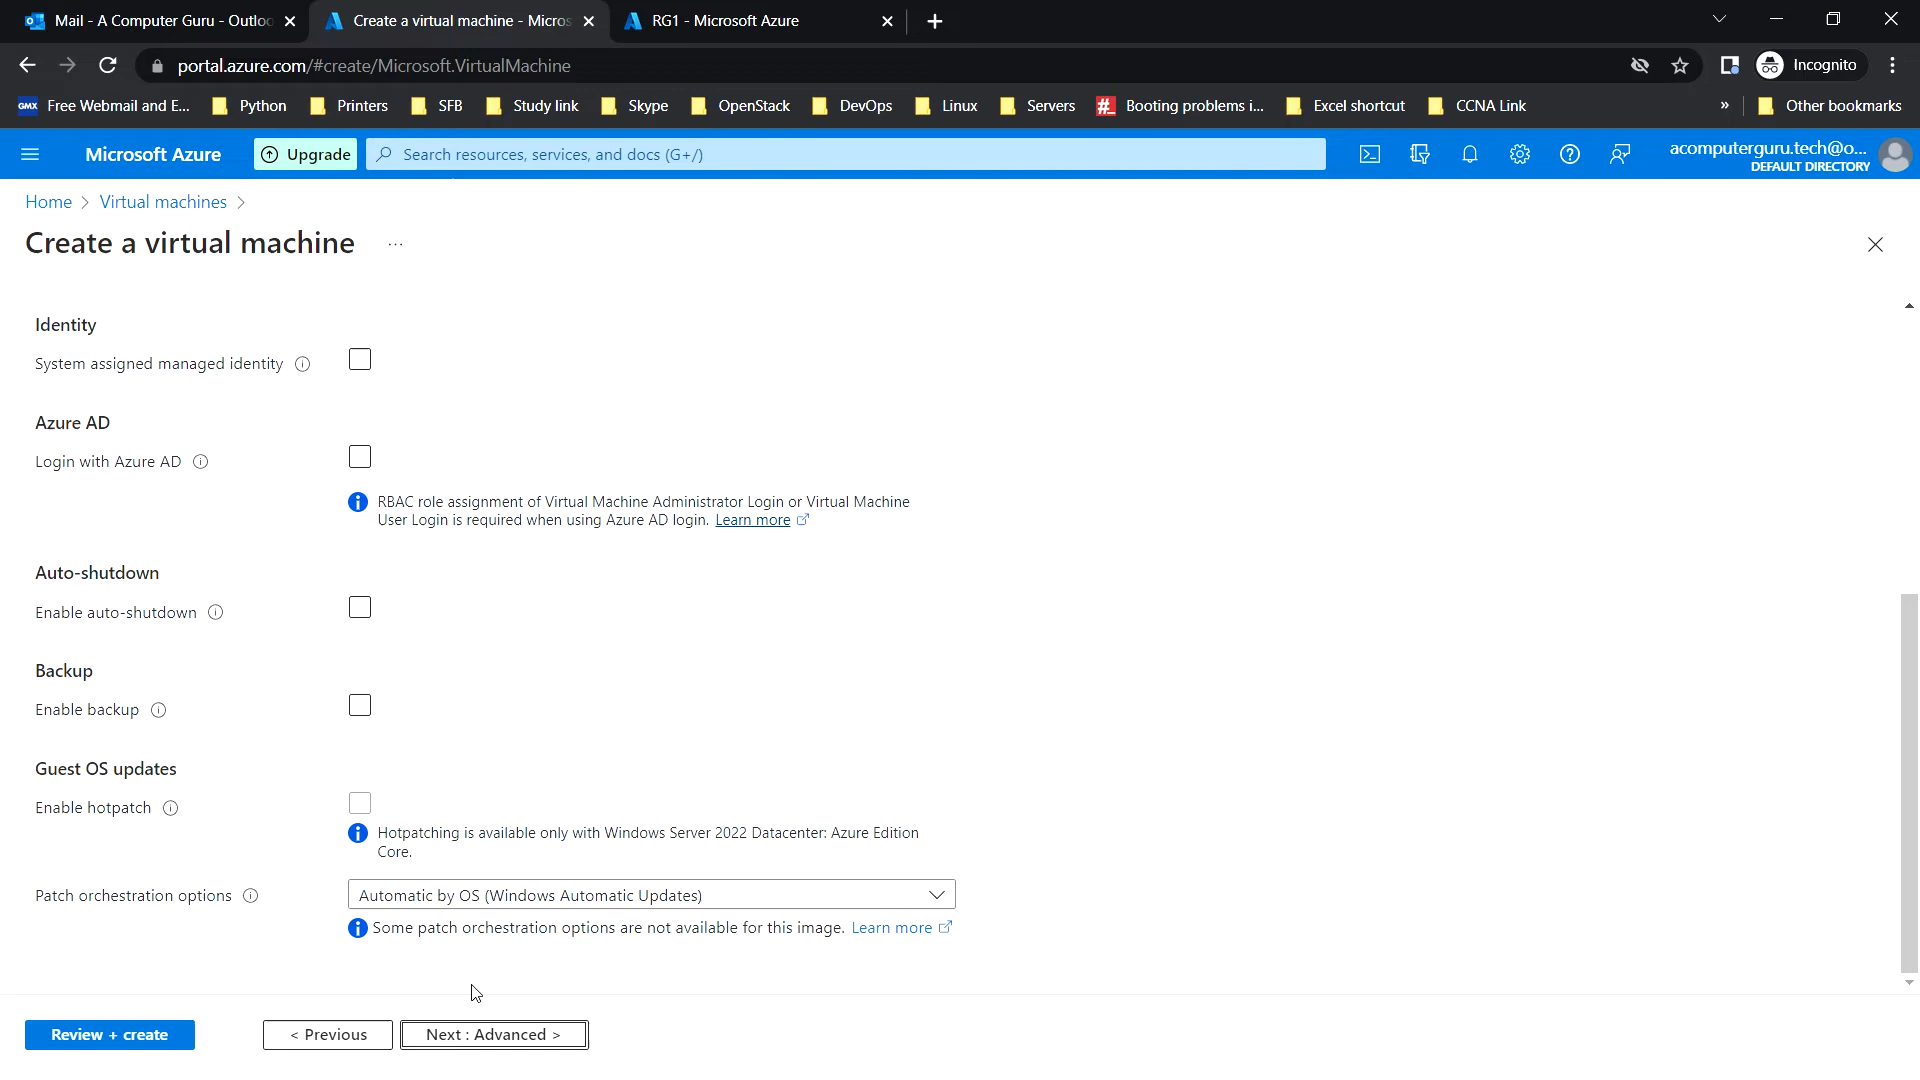 Mail - A Computer Guru - Outloo
Create a virtual machine - Micros
RG1 - Microsoft Azure
portal.azure.com/#create/Microsoft.VirtualMachine
Incognito
GMX Free Webmail and E...
Python
Printers
SFB
Study link
Skype
OpenStack
DevOps
Linux
Servers
Booting problems i...
Excel shortcut
CCNA Link
»
Other bookmarks
Microsoft Azure
Upgrade
Search resources, services, and docs (G+/)
acomputerguru.tech@o...
DEFAULT DIRECTORY
Home > Virtual machines >
Create a virtual machine ...
Identity
System assigned managed identity
Azure AD
Login with Azure AD
RBAC role assignment of Virtual Machine Administrator Login or Virtual Machine
User Login is required when using Azure AD login. Learn more
Auto-shutdown
Enable auto-shutdown
Backup
Enable backup
Guest OS updates
Enable hotpatch
Hotpatching is available only with Windows Server 2022 Datacenter: Azure Edition
Core.
Patch orchestration options
Automatic by OS (Windows Automatic Updates)
Some patch orchestration options are not available for this image. Learn more
Review + create
< Previous
Next : Advanced >